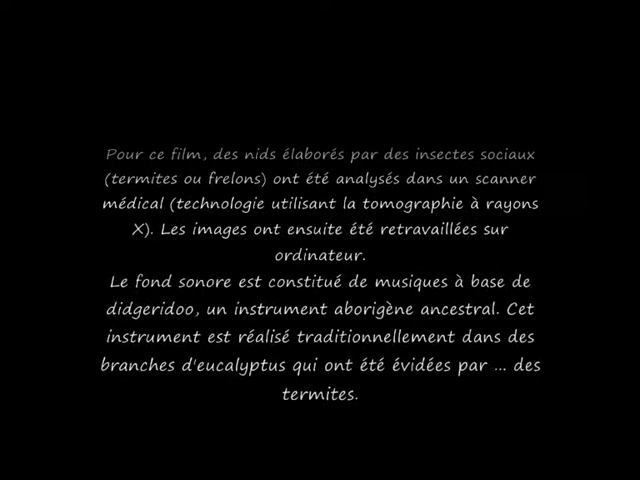 Pour ce film, des nids élaborés par des insectes sociaux
(termites ou frelons) ont été analysés dans un scanner
médical (technologie utilisant la tomographie à rayons
X). Les images ont ensuite été retravaillées sur
ordinateur.
Le fond sonore est constitué de musiques à base de
didgeridoo, un instrument aborigène ancestral. Cet
instrument est réalisé traditionnellement dans des
branches d'eucalyptus qui ont été évidées par ... des
termites.